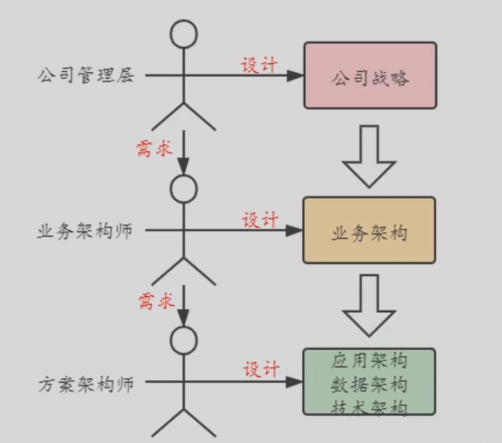 设计
公司管理层
公司战略
需求
设计
业务架构师
业务架构
需求
设计
方案架构师
应用架构
数据架构
技术架构